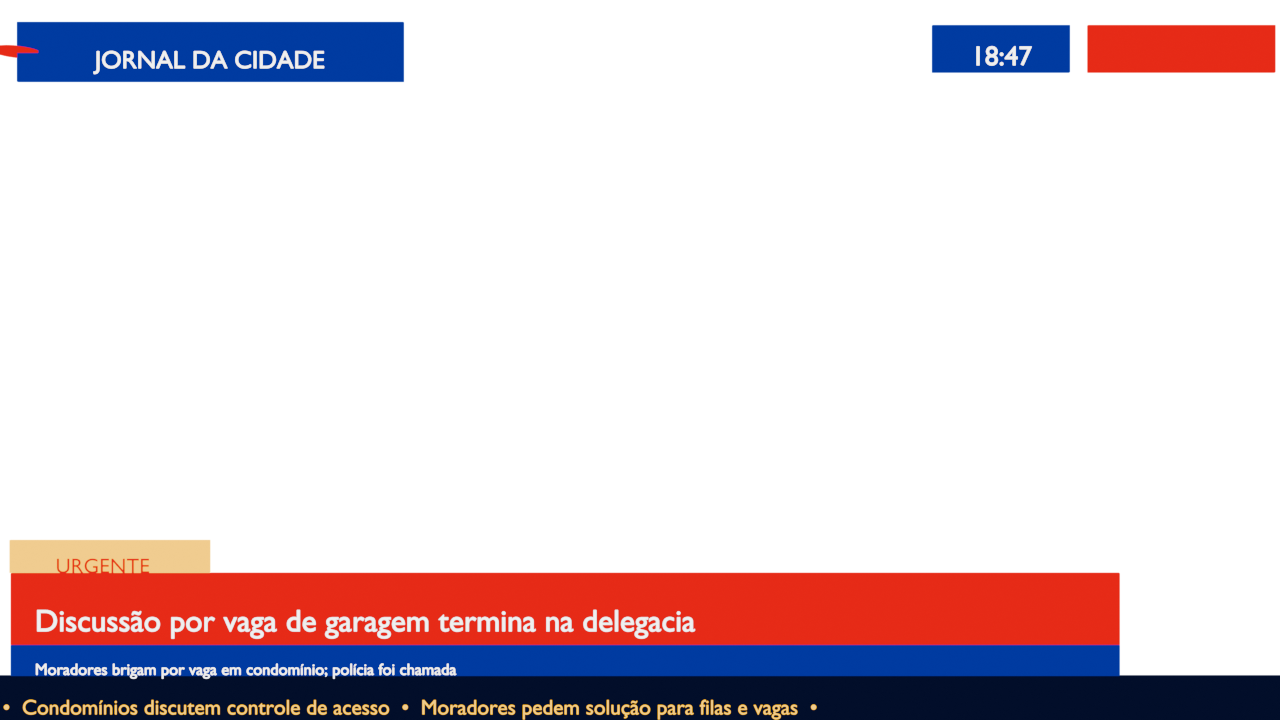 JORNAL DA CIDADE
18:47
URGENTE
Discussão por vaga de garagem termina na delegacia
Moradores brigam por vaga em condomínio; polícia foi chamada
• Condomínios discutem controle de acesso • Moradores pedem solução para filas e vagas •